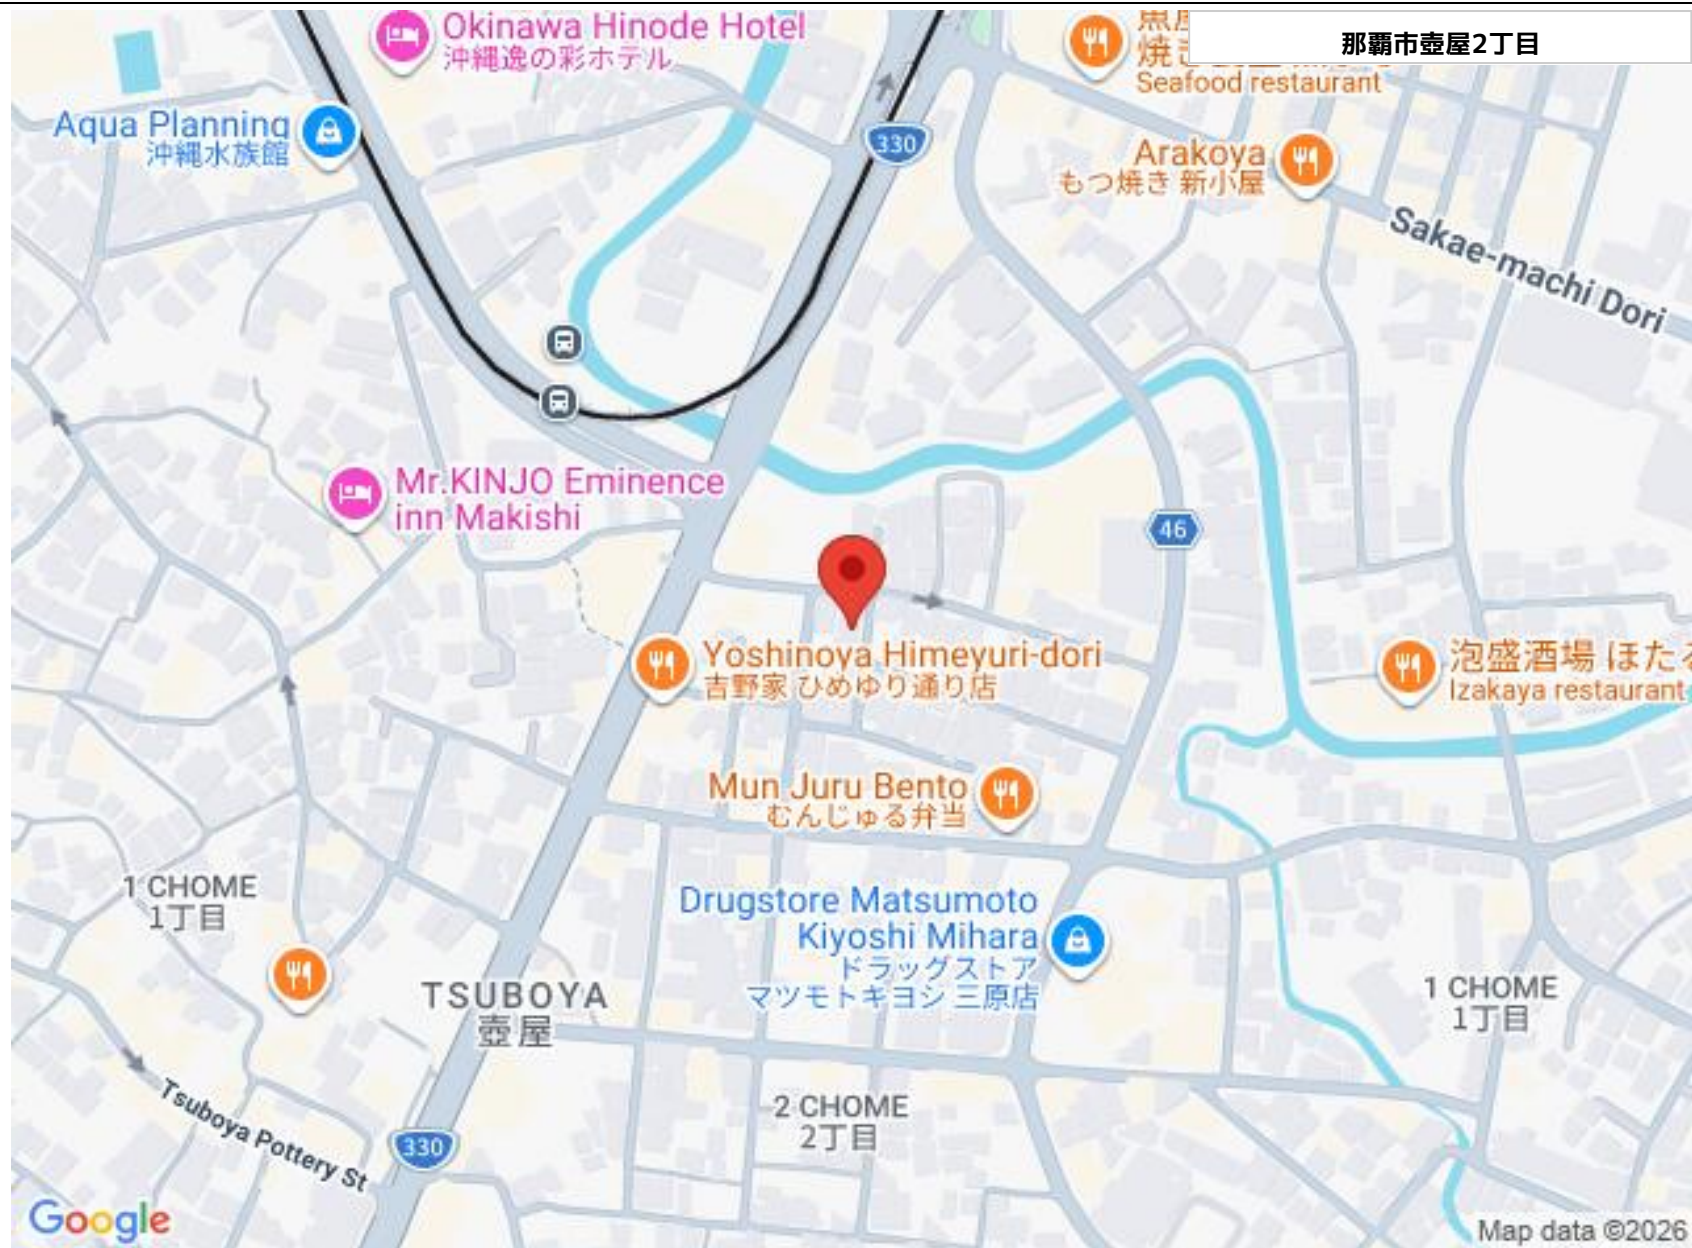 Okinawa Hinode Hotel
沖縄逸の彩ホテル
那覇市壺屋2丁目
Seafood restaurant
Aqua Planning
沖縄水族館
330
Arakoya
もつ焼き 新小屋
Sakae-machi Dori
Mr.KINJO Eminence
inn Makishi
46
Yoshinoya Himeyuri-dori
吉野家 ひめゆり通り店
泡盛酒場 ほたる
Izakaya restaurant
Mun Juru Bento
むんじゅる弁当
1 CHOME
1丁目
Drugstore Matsumoto
Kiyoshi Mihara
ドラッグストア
マツモトキヨシ 三原店
TSUBOYA
壺屋
1 CHOME
1丁目
2 CHOME
2丁目
Tsuboya Pottery St
330
Google
Map data ©2026